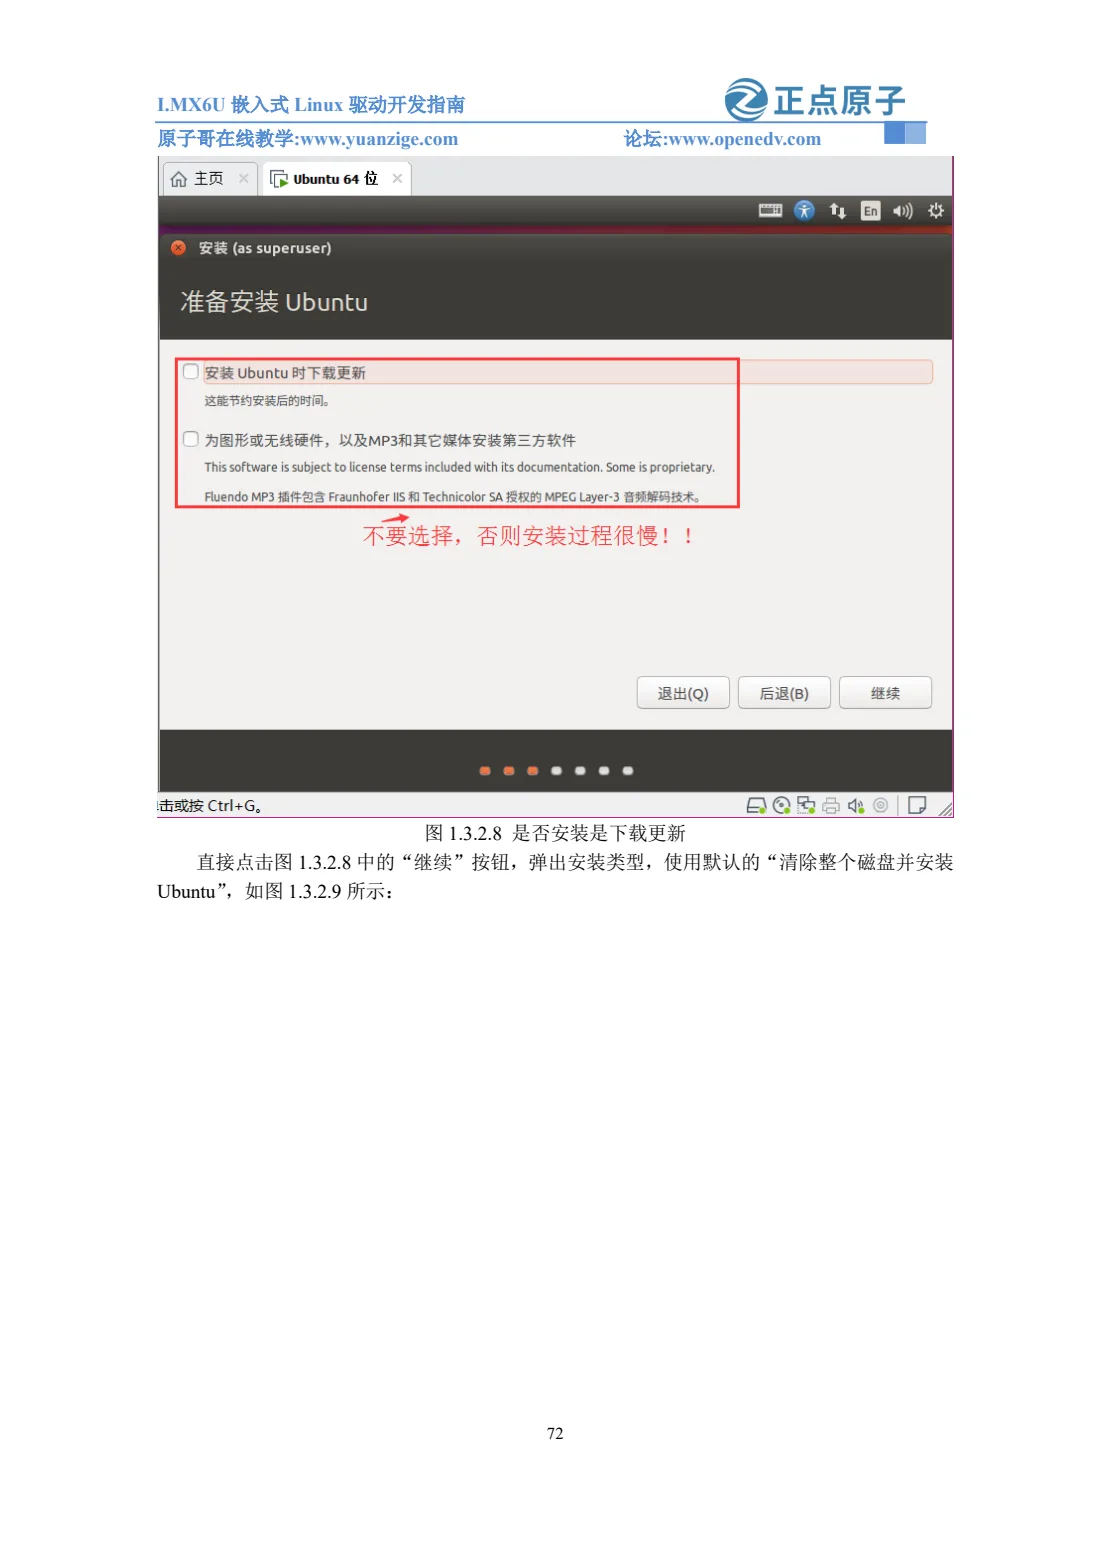 I.MX6U 嵌入式 Linux 驱动开发指南
正点原子
原子哥在线教学:www.yuanzige.com 论坛:www.openedv.com
主页 Ubuntu 64 位
En
安装 (as superuser)
准备安装 Ubuntu
安装 Ubuntu 时下载更新
这能节约安装后的时间。
为图形或无线硬件，以及MP3和其它媒体安装第三方软件
This software is subject to license terms included with its documentation. Some is proprietary.
Fluendo MP3 插件包含 Fraunhofer IIS 和 Technicolor SA 授权的 MPEG Layer-3 音频解码技术。
不要选择，否则安装过程很慢！！
退出(Q) 后退(B) 继续
击或按 Ctrl+G。
图 1.3.2.8 是否安装是下载更新
直接点击图 1.3.2.8 中的“继续”按钮，弹出安装类型，使用默认的“清除整个磁盘并安装
Ubuntu”，如图 1.3.2.9 所示：
72